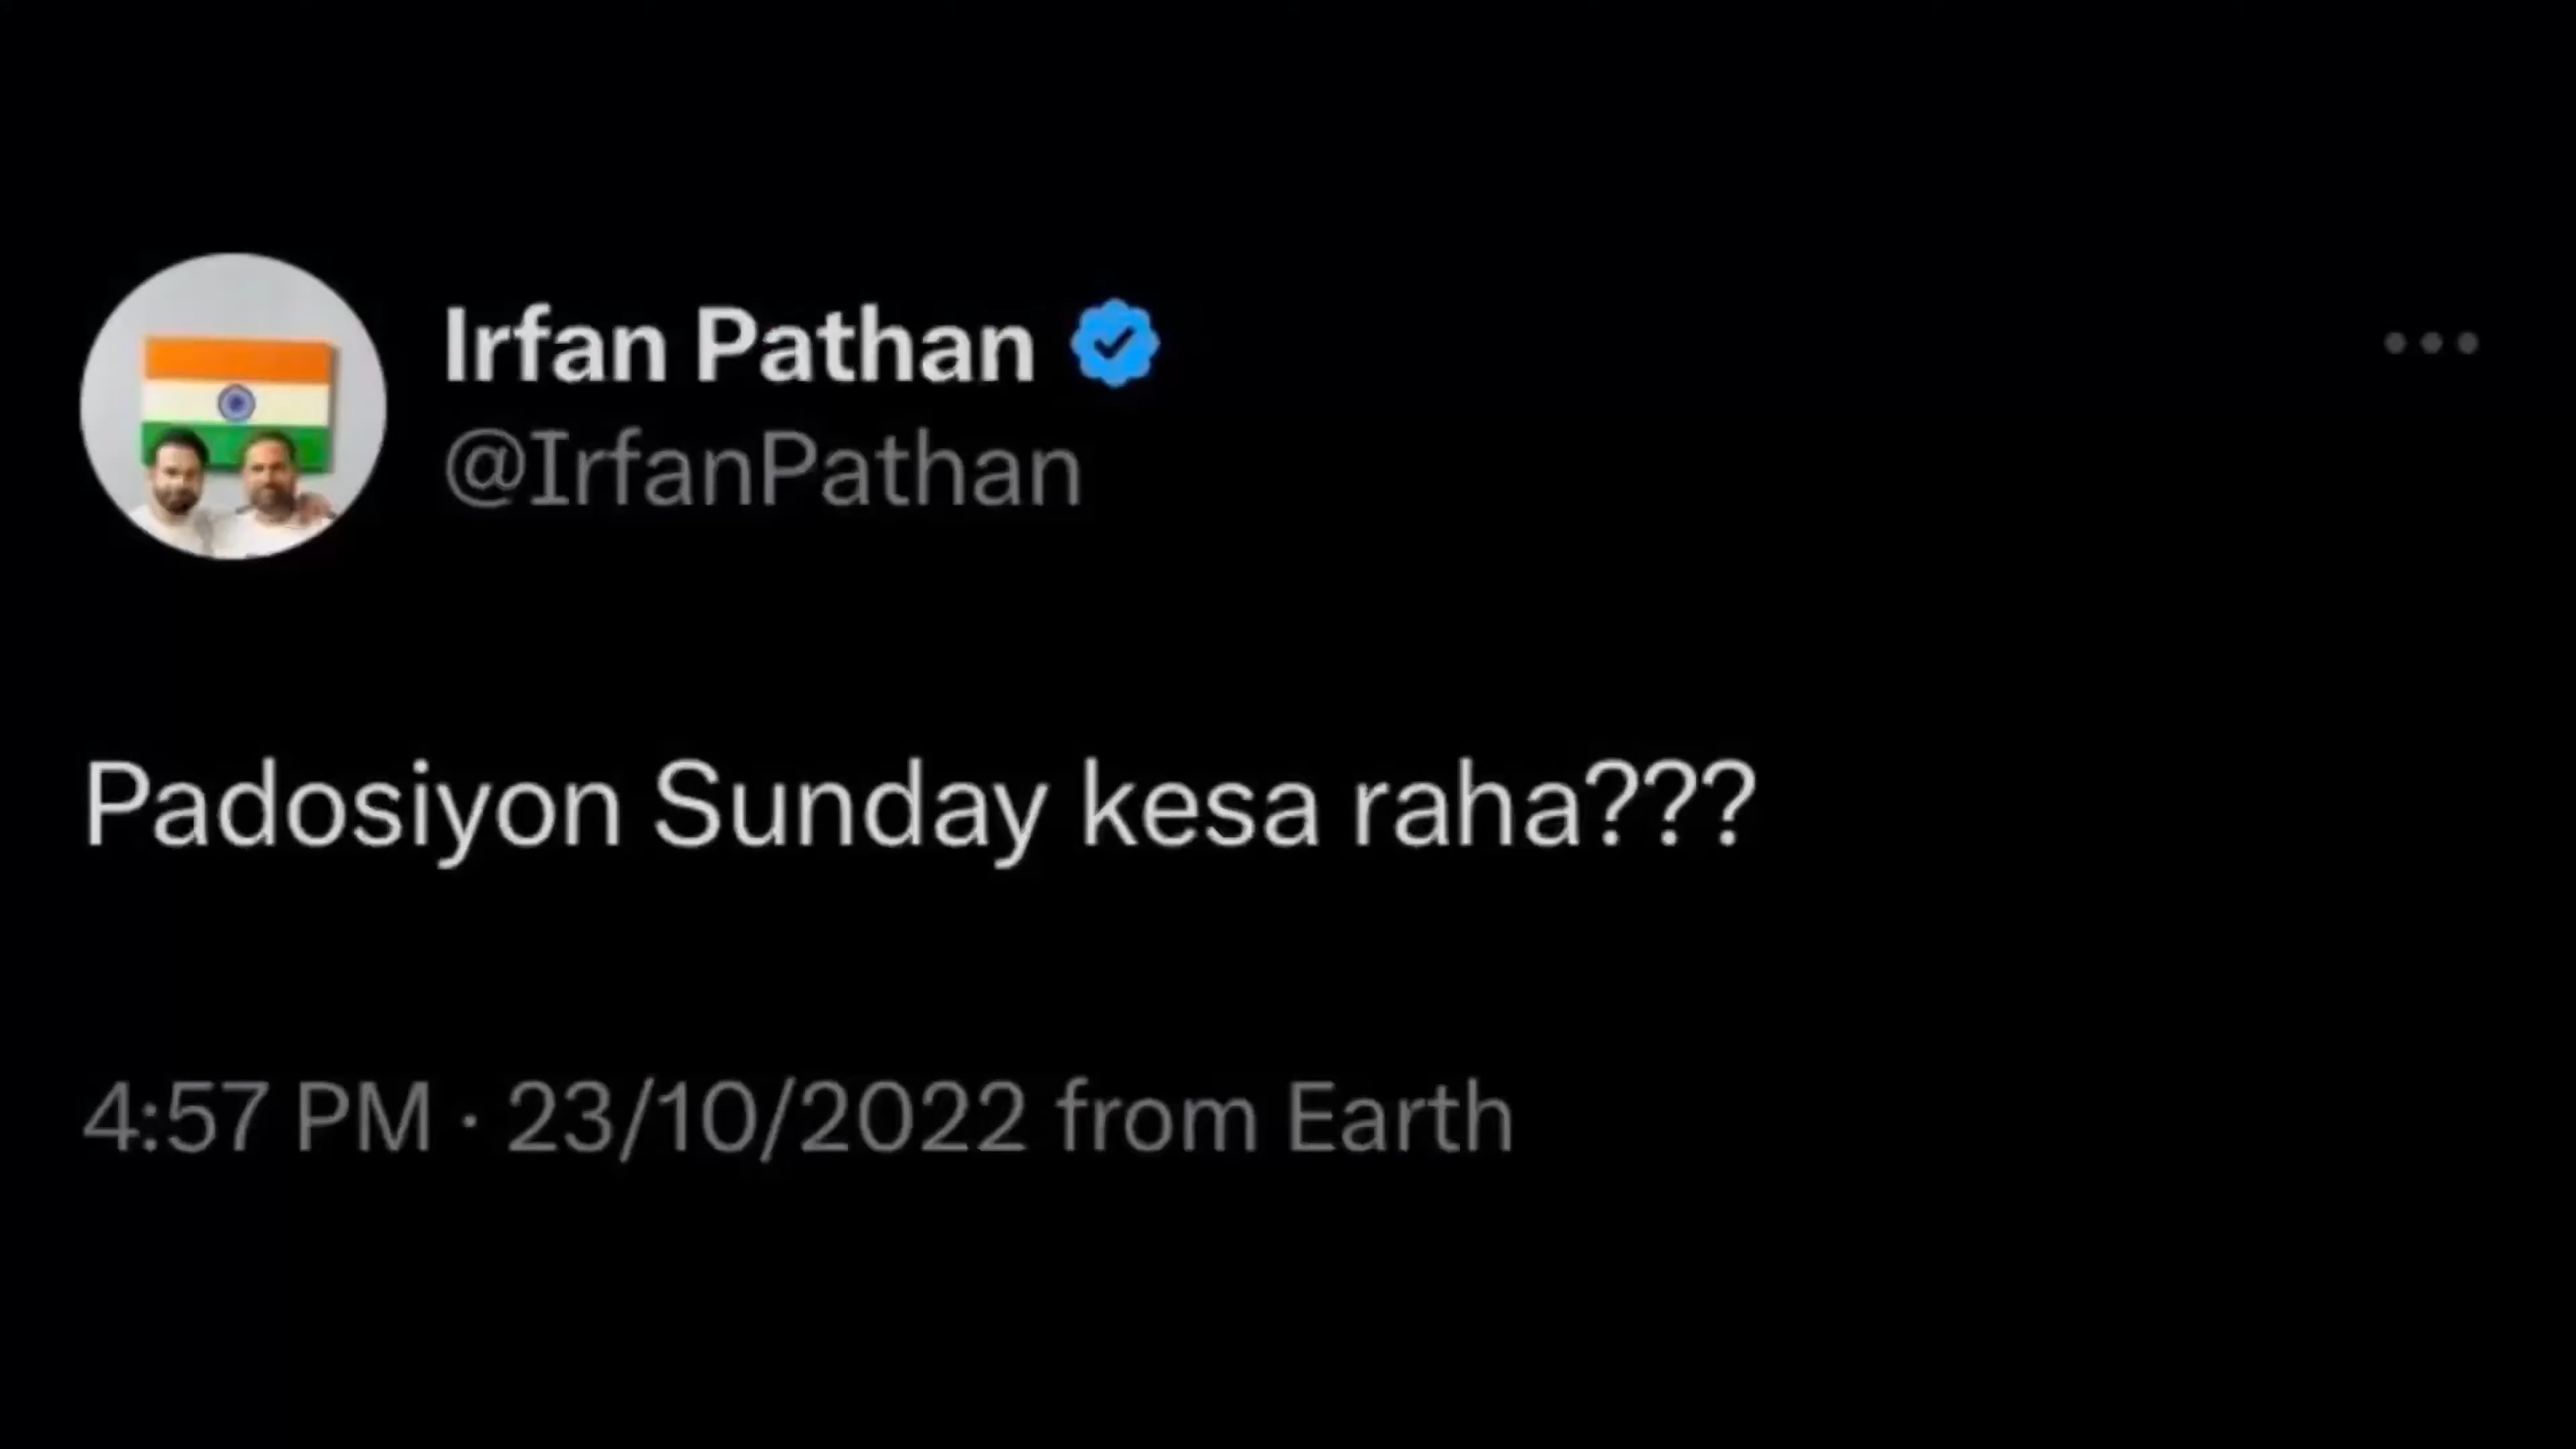 Irfan Pathan
@IrfanPathan
Padosiyon Sunday kesa raha???
4:57 PM · 23/10/2022 from Earth